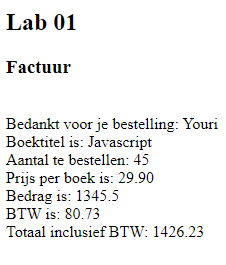 Lab 01
Factuur
Bedankt voor je bestelling: Youri
Boektitel is: Javascript
Aantal te bestellen: 45
Prijs per boek is: 29.90
Bedrag is: 1345.5
BTW is: 80.73
Totaal inclusief BTW: 1426.23